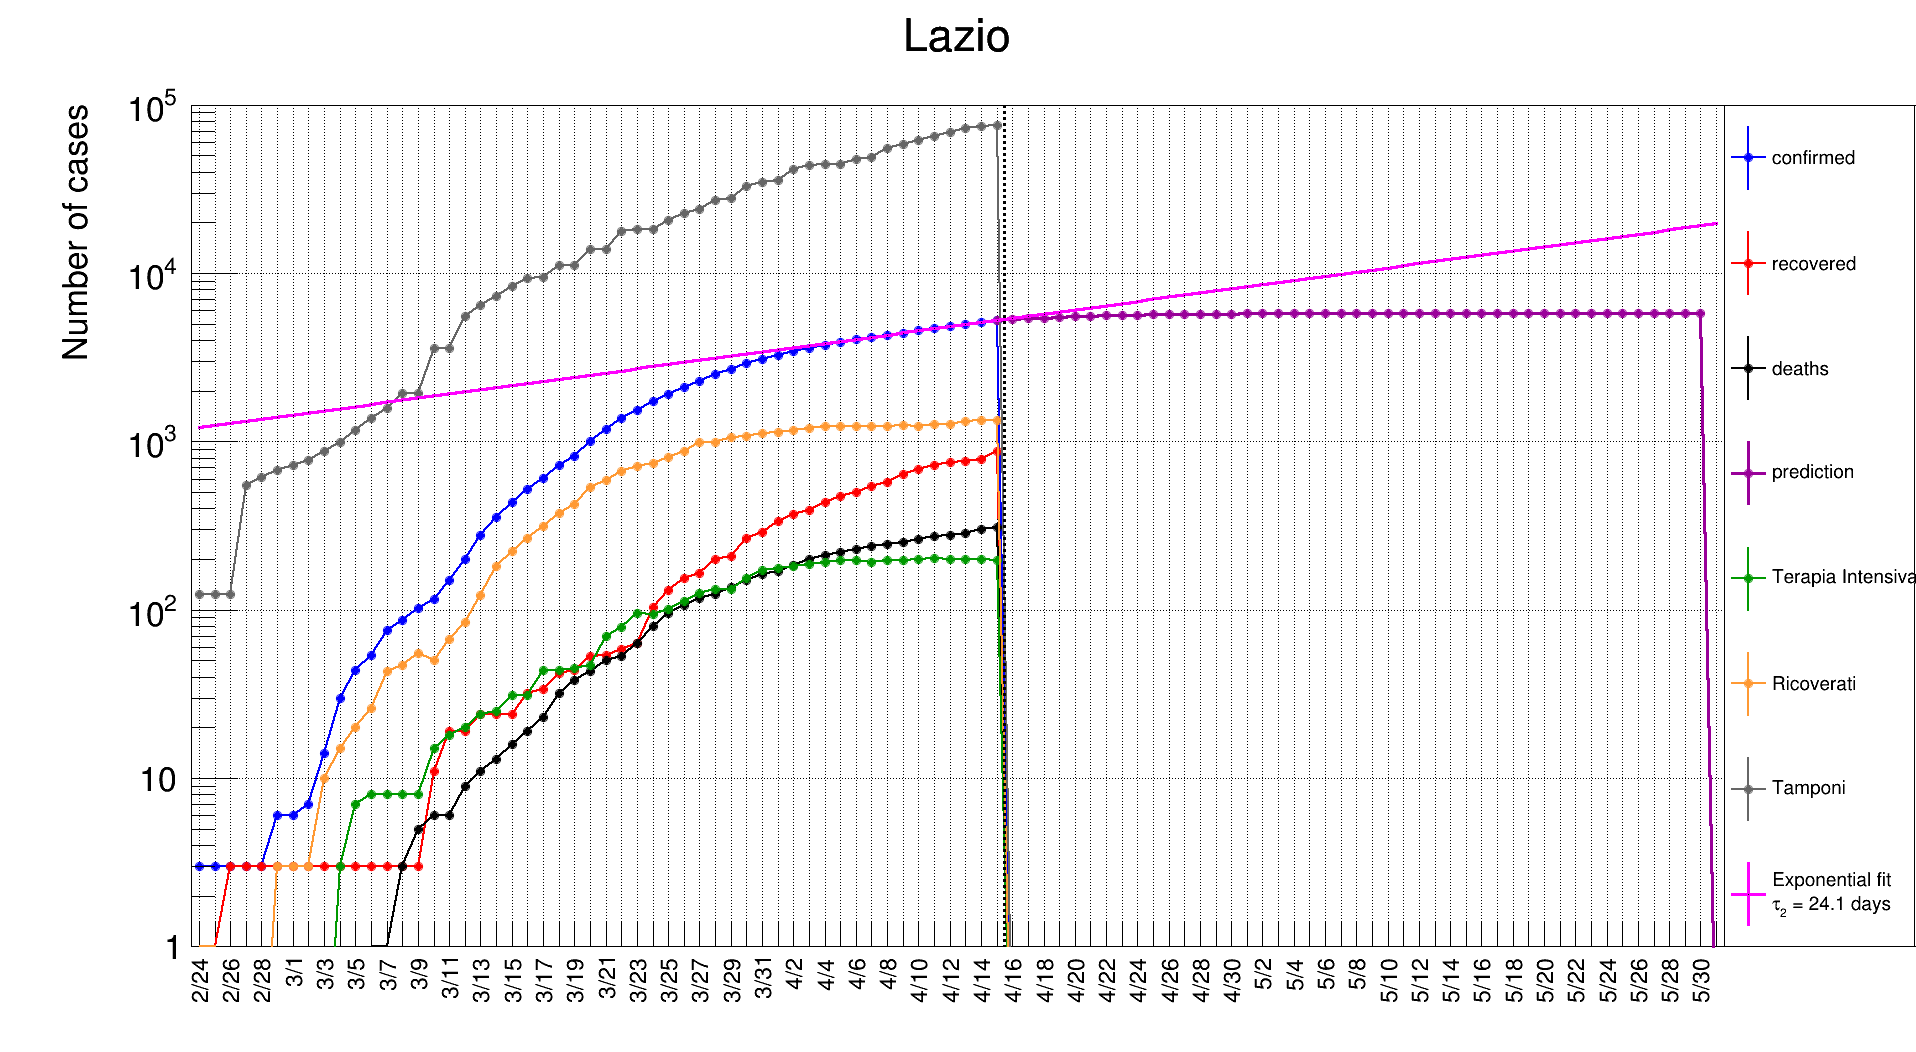 Lazio
Number of cases
10^5
10^4
10^3
10^2
10
1
2/24 2/26 2/28 3/1 3/3 3/5 3/7 3/9 3/11 3/13 3/15 3/17 3/19 3/21 3/23 3/25 3/27 3/29 3/31 4/2 4/4 4/6 4/8 4/10 4/12 4/14 4/16 4/18 4/20 4/22 4/24 4/26 4/28 4/30 5/2 5/4 5/6 5/8 5/10 5/12 5/14 5/16 5/18 5/20 5/22 5/24 5/26 5/28 5/30
confirmed
recovered
deaths
prediction
Terapia Intensiva
Ricoverati
Tamponi
Exponential fit
τ₂ = 24.1 days